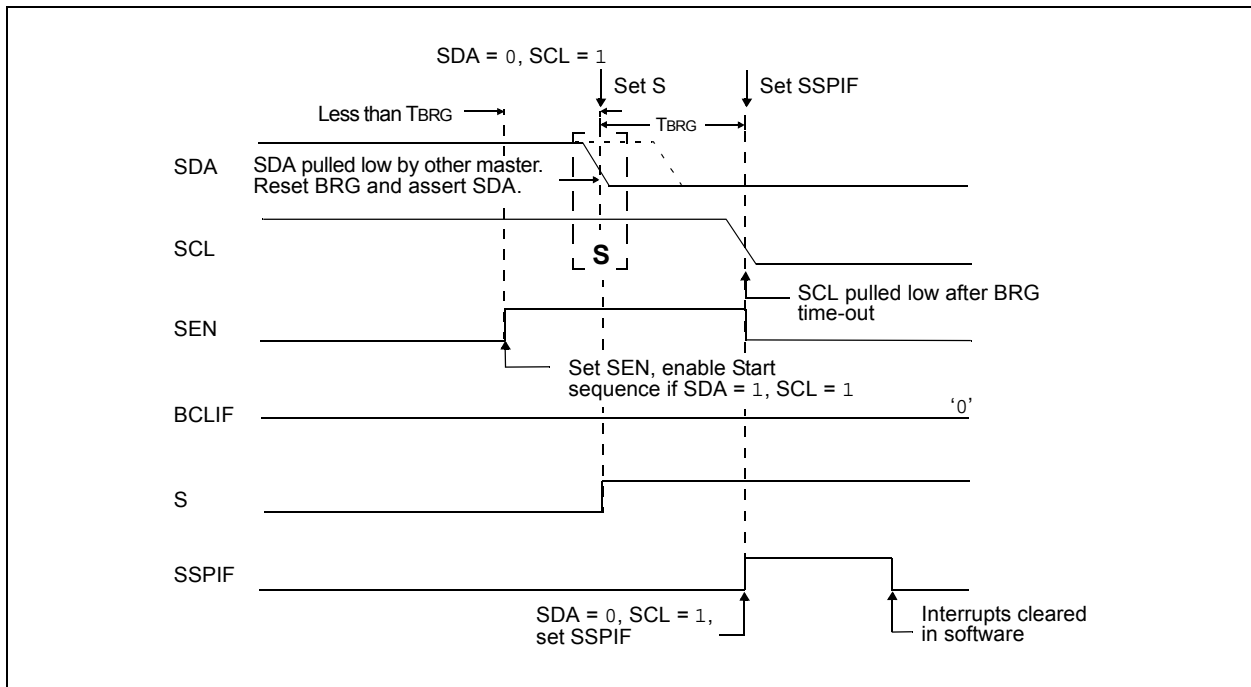 SDA = 0, SCL = 1
Set S
Set SSPIF
Less than TBRG
TBRG
SDA
SDA pulled low by other master.
Reset BRG and assert SDA.
SCL
S
SCL pulled low after BRG
time-out
SEN
Set SEN, enable Start
sequence if SDA = 1, SCL = 1
BCLIF
‘0’
S
SSPIF
SDA = 0, SCL = 1,
set SSPIF
Interrupts cleared
in software